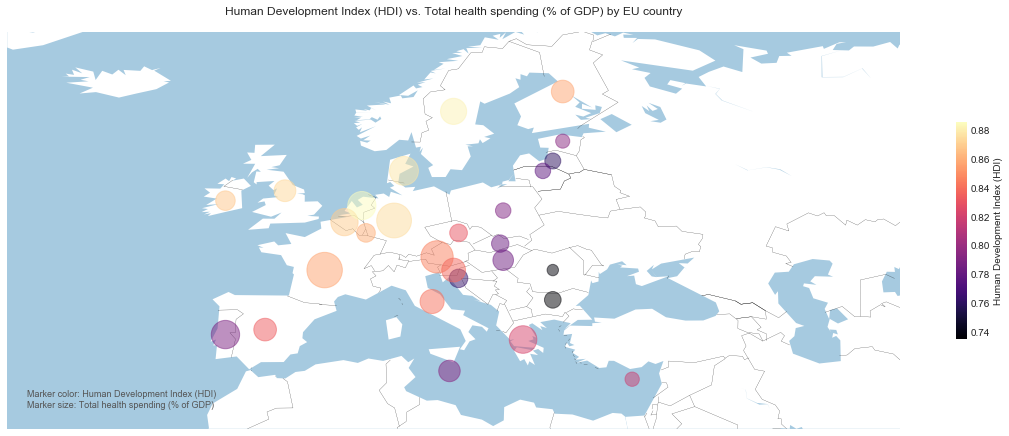 Human Development Index (HDI) vs. Total health spending (% of GDP) by EU country
0.88
0.86
0.84
0.82
0.80
0.78
0.76
0.74
Human Development Index (HDI)
Marker color: Human Development Index (HDI)
Marker size: Total health spending (% of GDP)